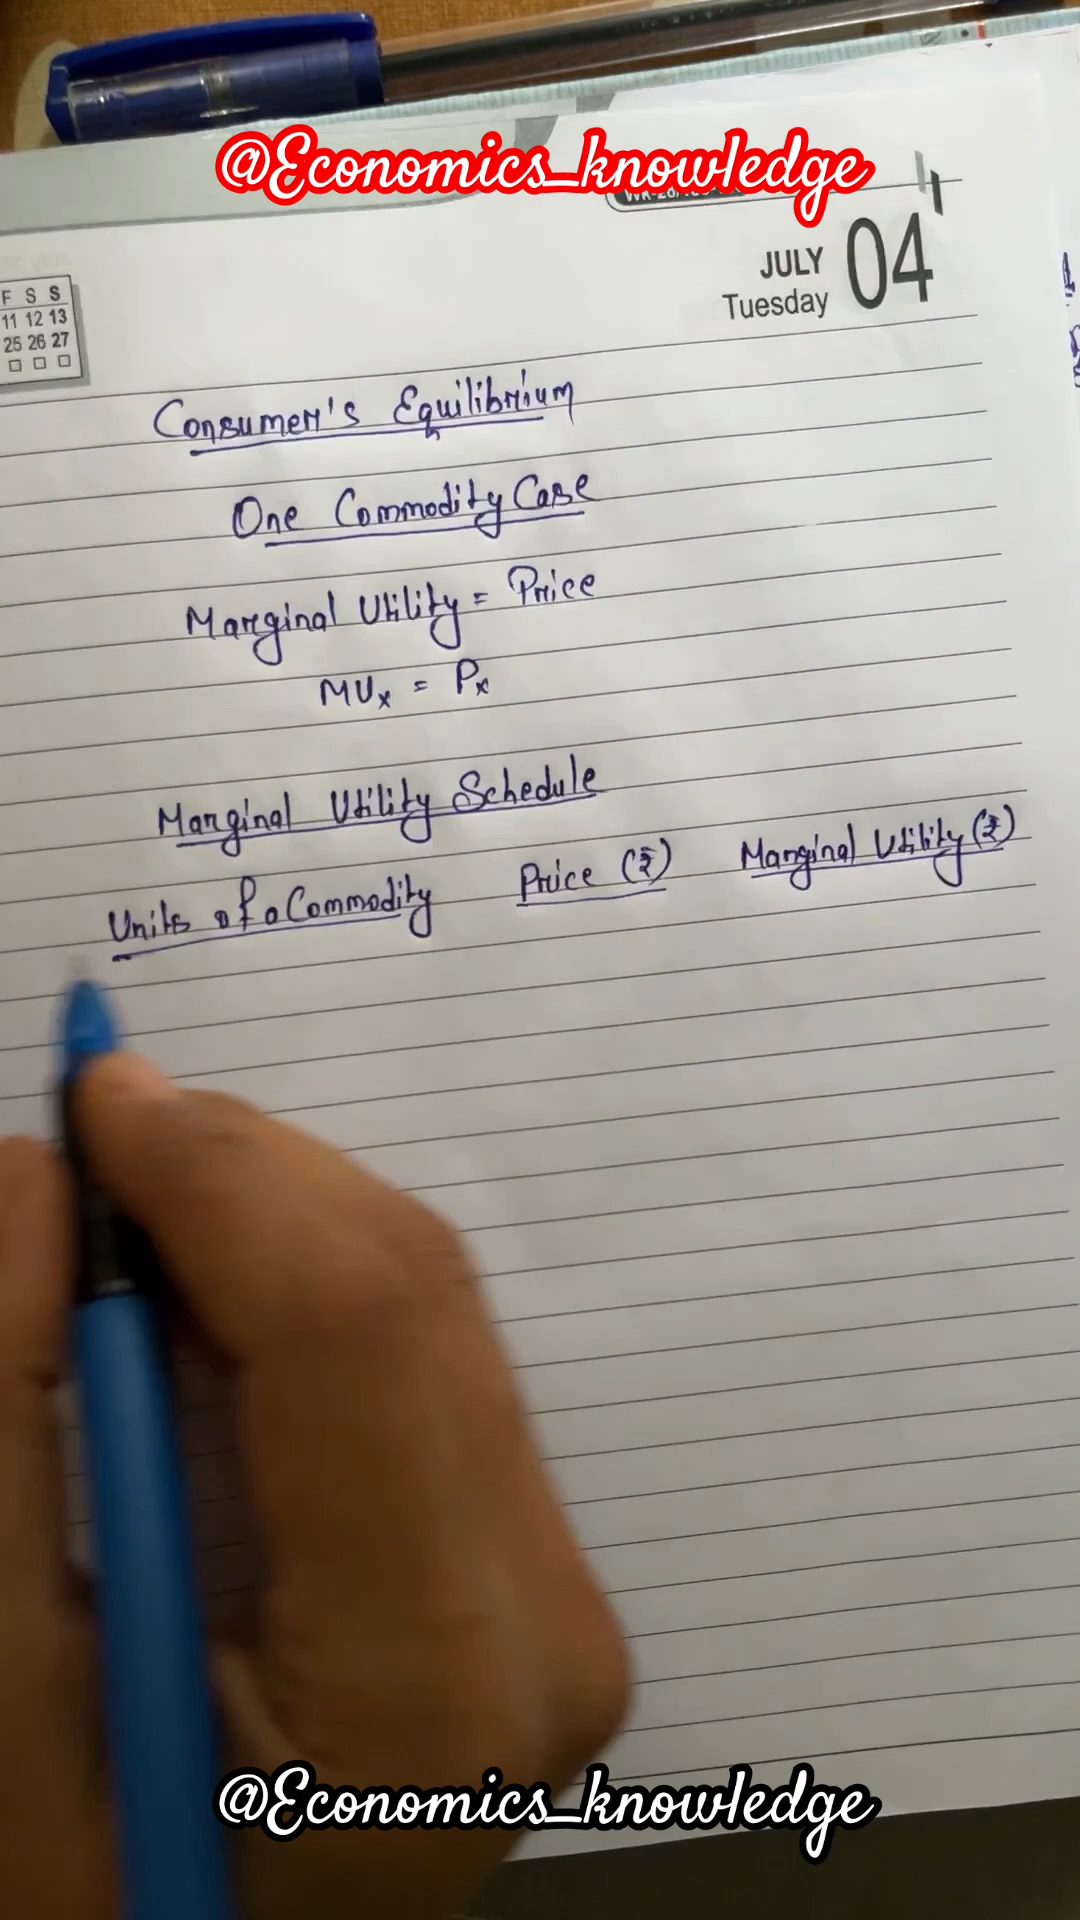 @Economics_knowledge
JULY
Tuesday
04
F S S
11 12 13
25 26 27
Consumer's Equilibrium
One Commodity Case
Marginal Utility = Price
MUx = Px
Marginal Utility Schedule
Units of a Commodity Price (₹) Marginal Utility (₹)
@Economics_knowledge